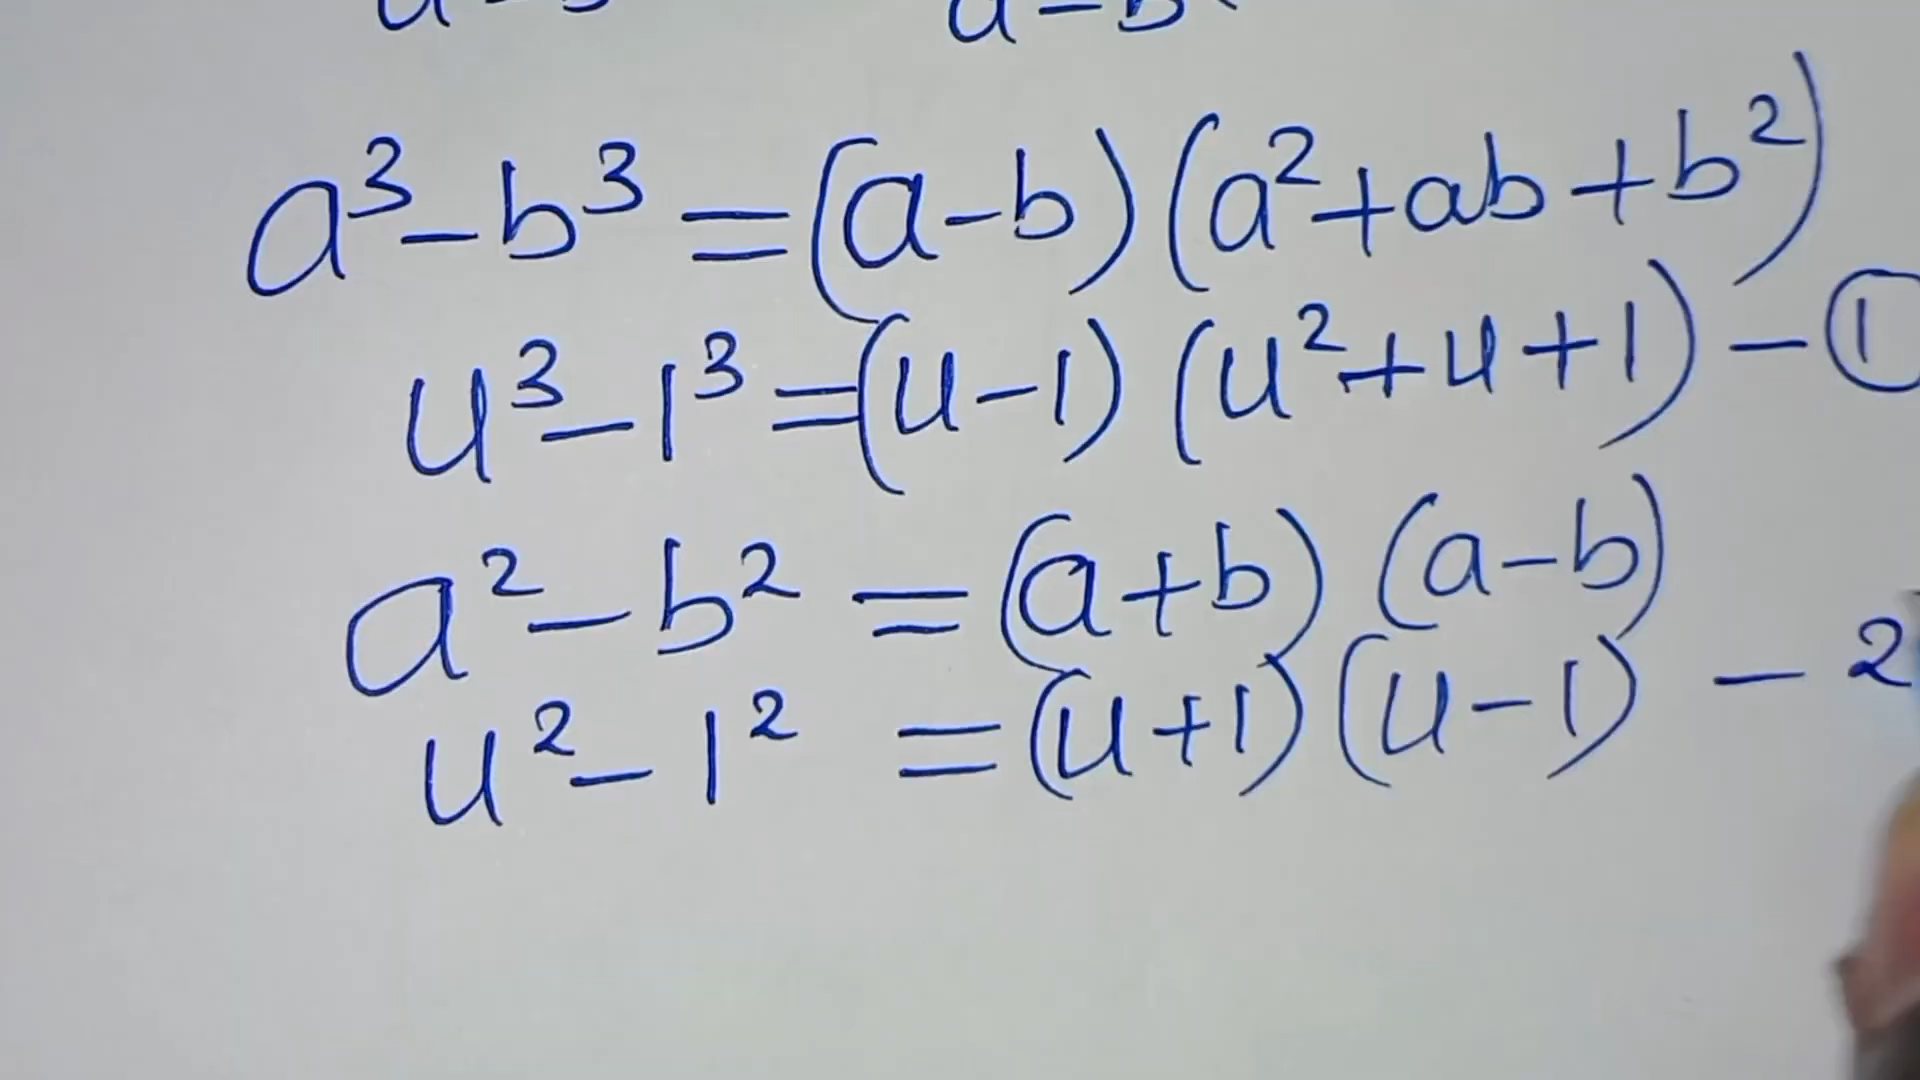 a³-b³=(a-b)(a²+ab+b²)
u³-1³=(u-1)(u²+u+1)-①
a²-b²=(a+b)(a-b)
u²-1²=(u+1)(u-1)-2